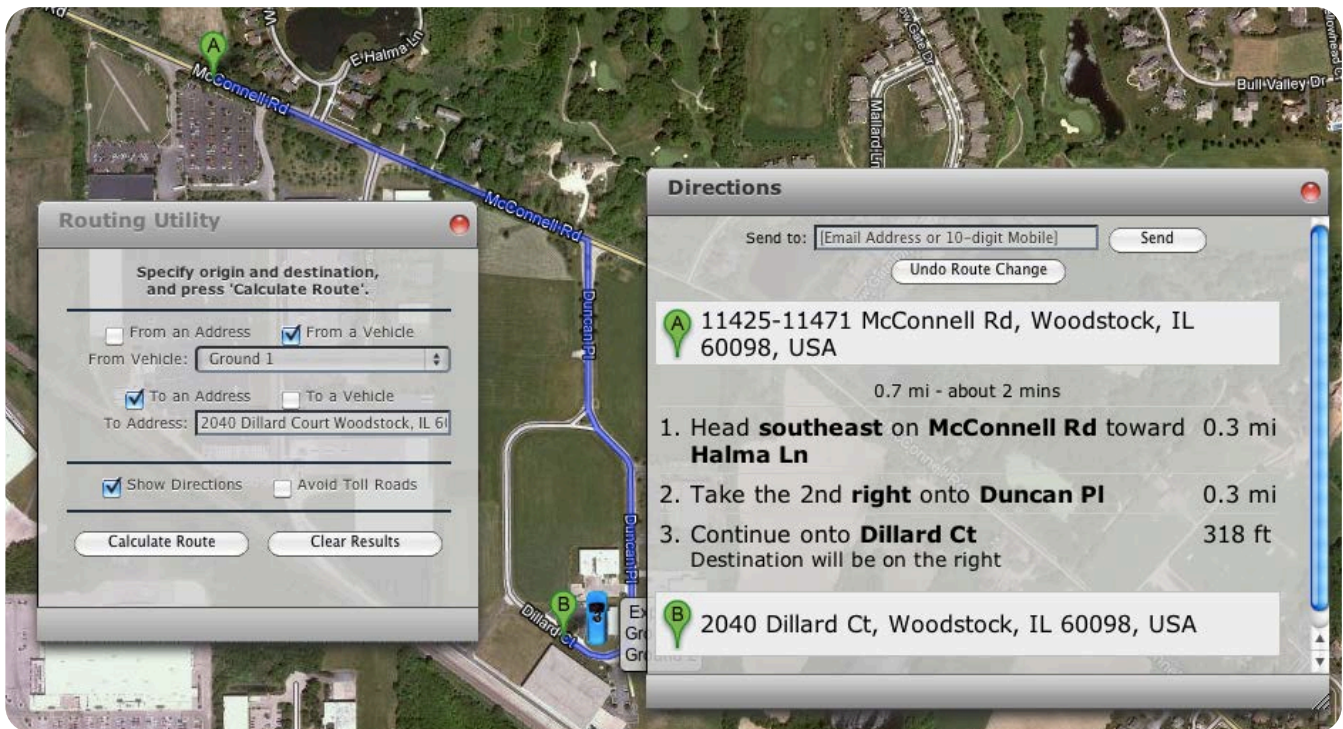 Rd
W
E Halma Ln
McConnell Rd
A
McConnell Rd
Duncan Pl
Duncan Pl
Dillard Ct
B
Gate Dr
Mallard Ln
Bull Valley Dr
Routing Utility
Specify origin and destination,
and press 'Calculate Route'.
From an Address From a Vehicle
From Vehicle: Ground 1
To an Address To a Vehicle
To Address: 2040 Dillard Court Woodstock, IL 60
Show Directions Avoid Toll Roads
Calculate Route Clear Results
Directions
Send to: [Email Address or 10-digit Mobile] Send
Undo Route Change
A 11425-11471 McConnell Rd, Woodstock, IL
60098, USA
0.7 mi - about 2 mins
1. Head southeast on McConnell Rd toward 0.3 mi
Halma Ln
2. Take the 2nd right onto Duncan Pl 0.3 mi
3. Continue onto Dillard Ct 318 ft
Destination will be on the right
B 2040 Dillard Ct, Woodstock, IL 60098, USA